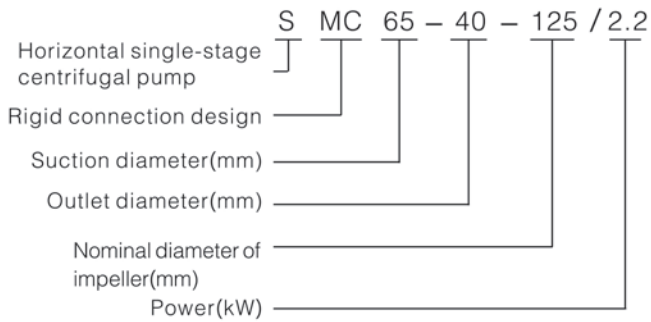 S MC 65 – 40 – 125 / 2.2
Horizontal single-stage
centrifugal pump
Rigid connection design
Suction diameter(mm)
Outlet diameter(mm)
Nominal diameter of
impeller(mm)
Power(kW)